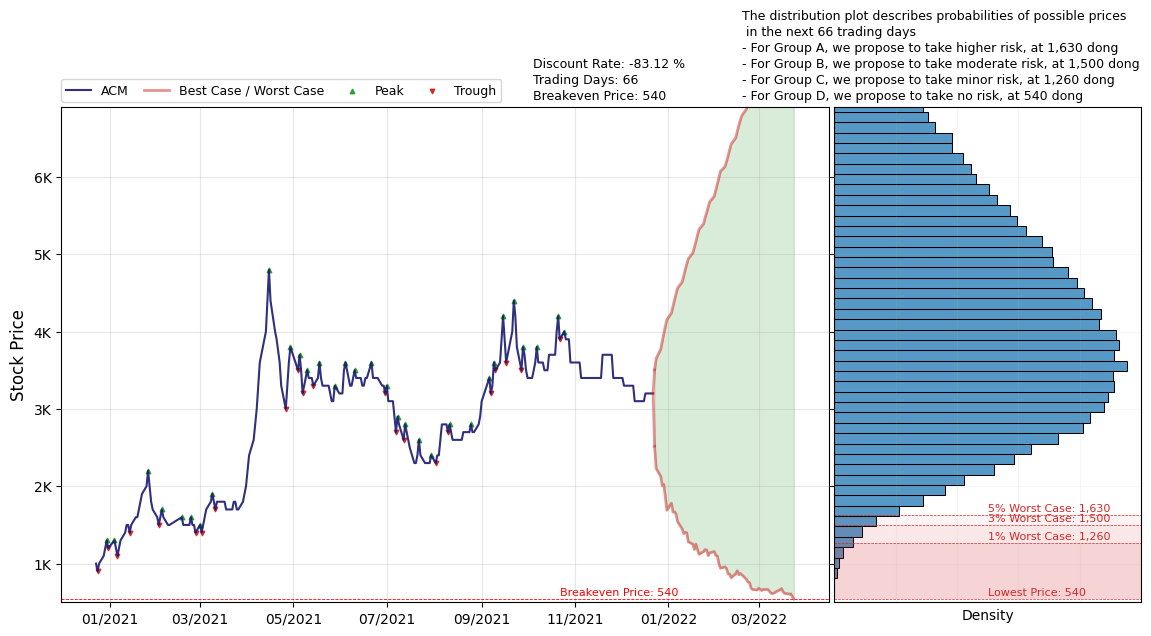 The distribution plot describes probabilities of possible prices
in the next 66 trading days
- For Group A, we propose to take higher risk, at 1,630 dong
- For Group B, we propose to take moderate risk, at 1,500 dong
- For Group C, we propose to take minor risk, at 1,260 dong
- For Group D, we propose to take no risk, at 540 dong
Discount Rate: -83.12 %
Trading Days: 66
Breakeven Price: 540
ACM
Best Case / Worst Case
Peak
Trough
Stock Price
6K
5K
4K
3K
2K
1K
5% Worst Case: 1,630
3% Worst Case: 1,500
1% Worst Case: 1,260
Breakeven Price: 540
Lowest Price: 540
01/2021
03/2021
05/2021
07/2021
09/2021
11/2021
01/2022
03/2022
Density